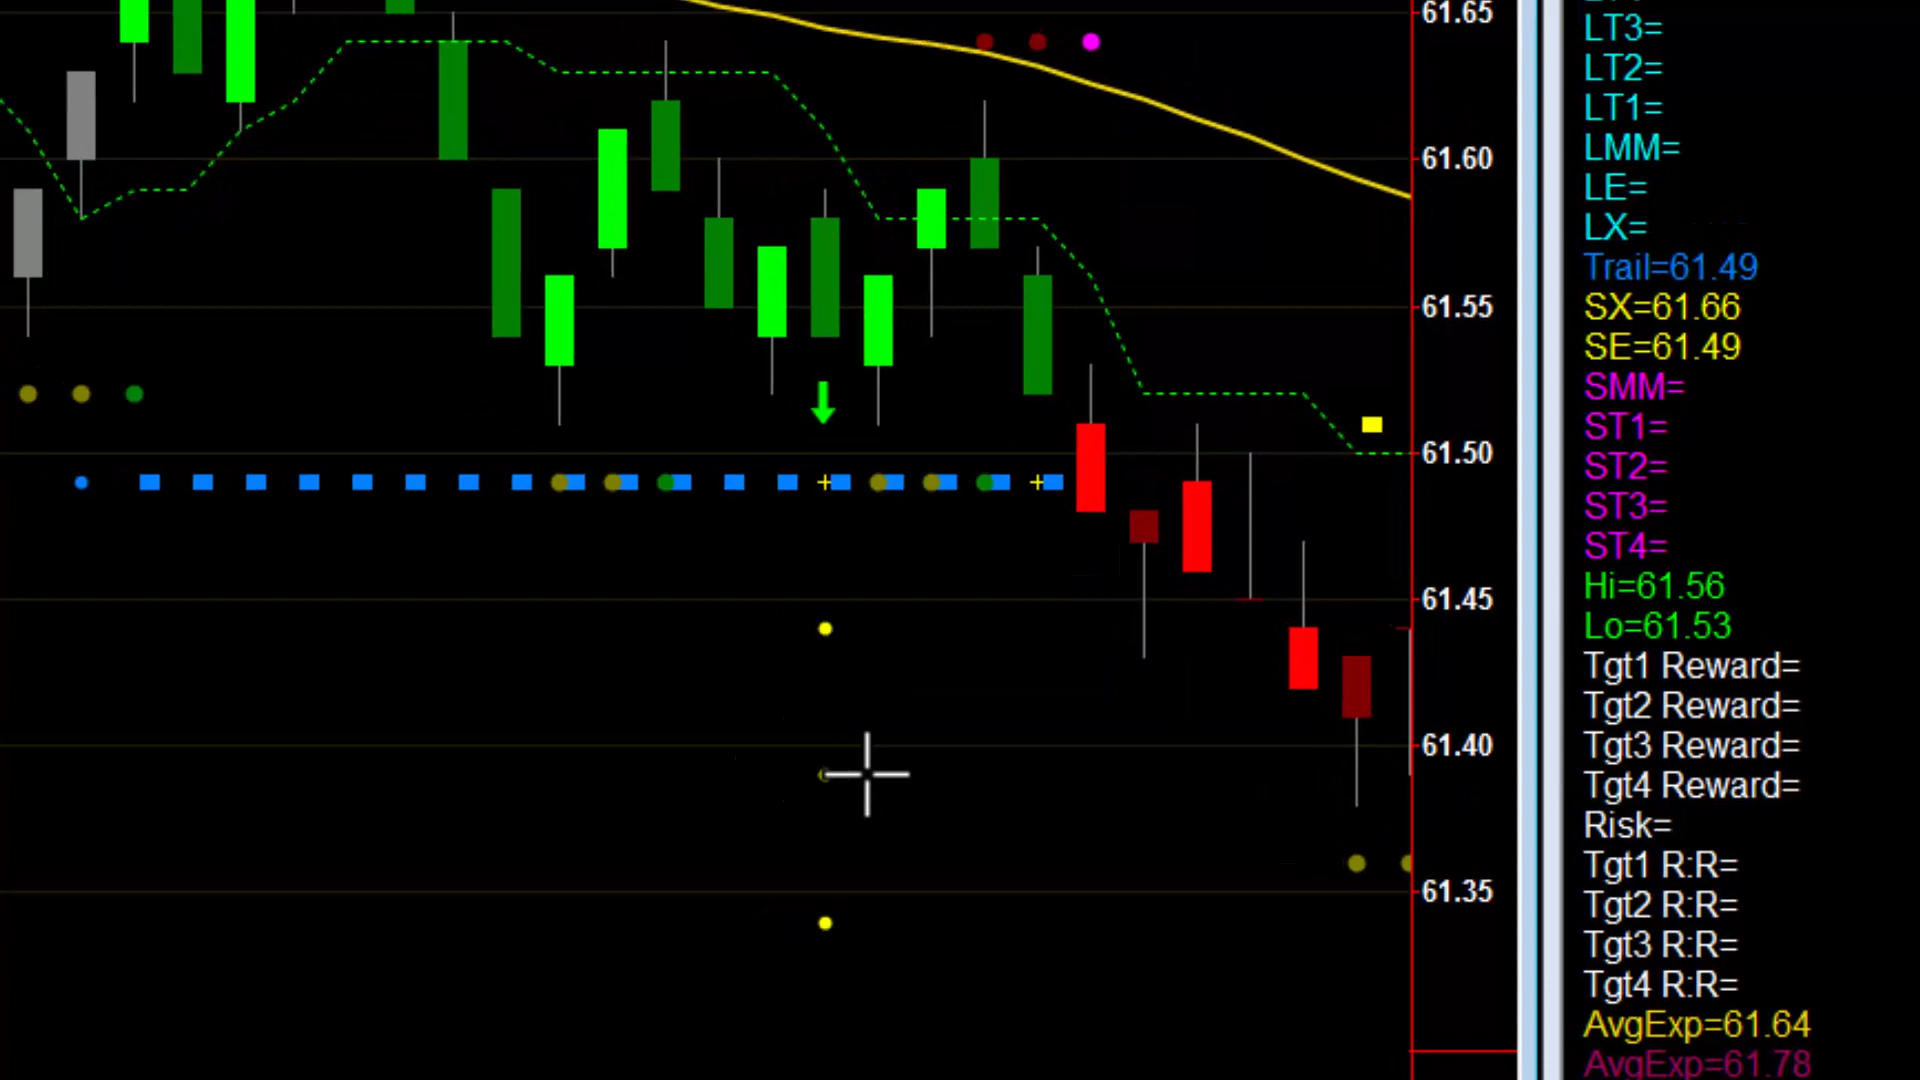 61.65
61.60
61.55
61.50
61.45
61.40
61.35
LT3=
LT2=
LT1=
LMM=
LE=
LX=
Trail=61.49
SX=61.66
SE=61.49
SMM=
ST1=
ST2=
ST3=
ST4=
Hi=61.56
Lo=61.53
Tgt1 Reward=
Tgt2 Reward=
Tgt3 Reward=
Tgt4 Reward=
Risk=
Tgt1 R:R=
Tgt2 R:R=
Tgt3 R:R=
Tgt4 R:R=
AvgExp=61.64
AvgExp=61.78